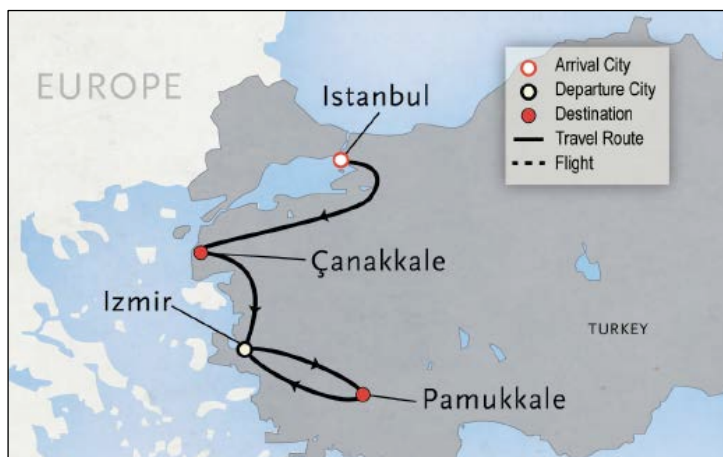 EUROPE
Istanbul
Arrival City
Departure City
Destination
Travel Route
Flight
Çanakkale
Izmir
TURKEY
Pamukkale